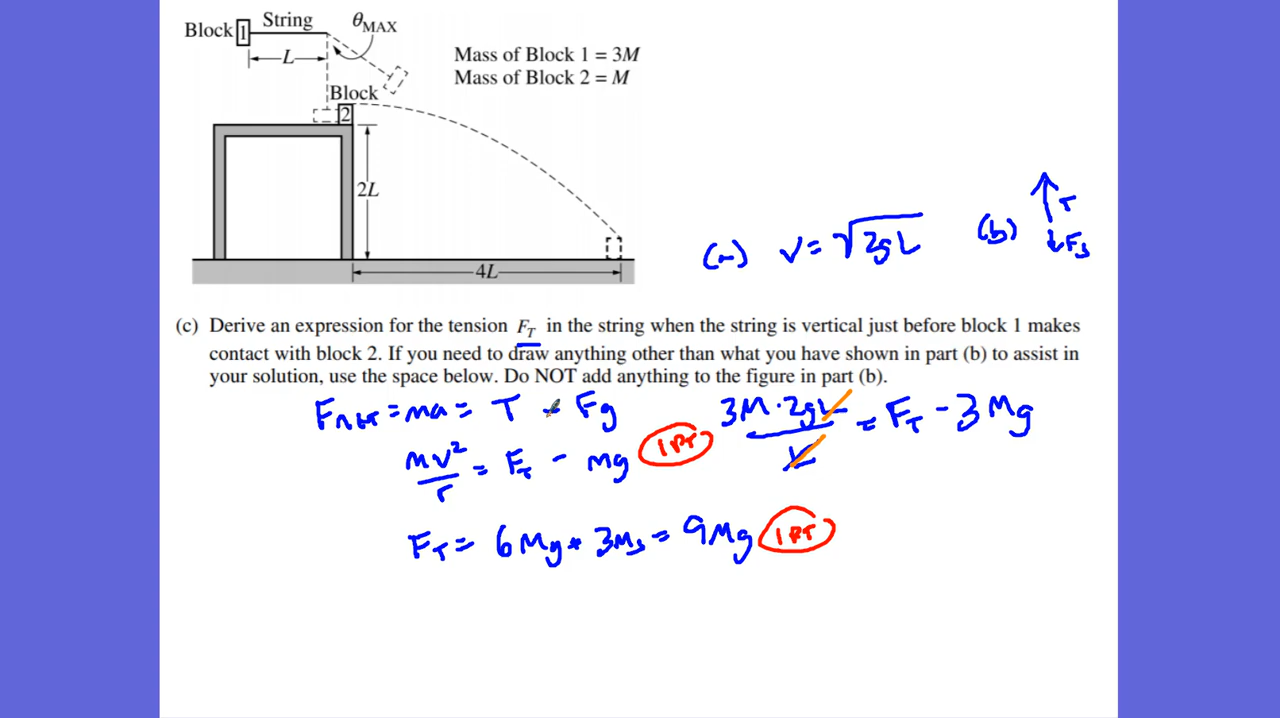 Block 1 String θMAX
L
Mass of Block 1 = 3M
Mass of Block 2 = M
Block
2
2L
4L
(a) v = √2gL (b) T
Fg
(c) Derive an expression for the tension FT in the string when the string is vertical just before block 1 makes
contact with block 2. If you need to draw anything other than what you have shown in part (b) to assist in
your solution, use the space below. Do NOT add anything to the figure in part (b).
Fnet = ma = T - Fg
3M·2gL / L = FT - 3Mg
mv²/r = FT - mg 1PT
FT = 6Mg + 3Mg = 9Mg 1PT